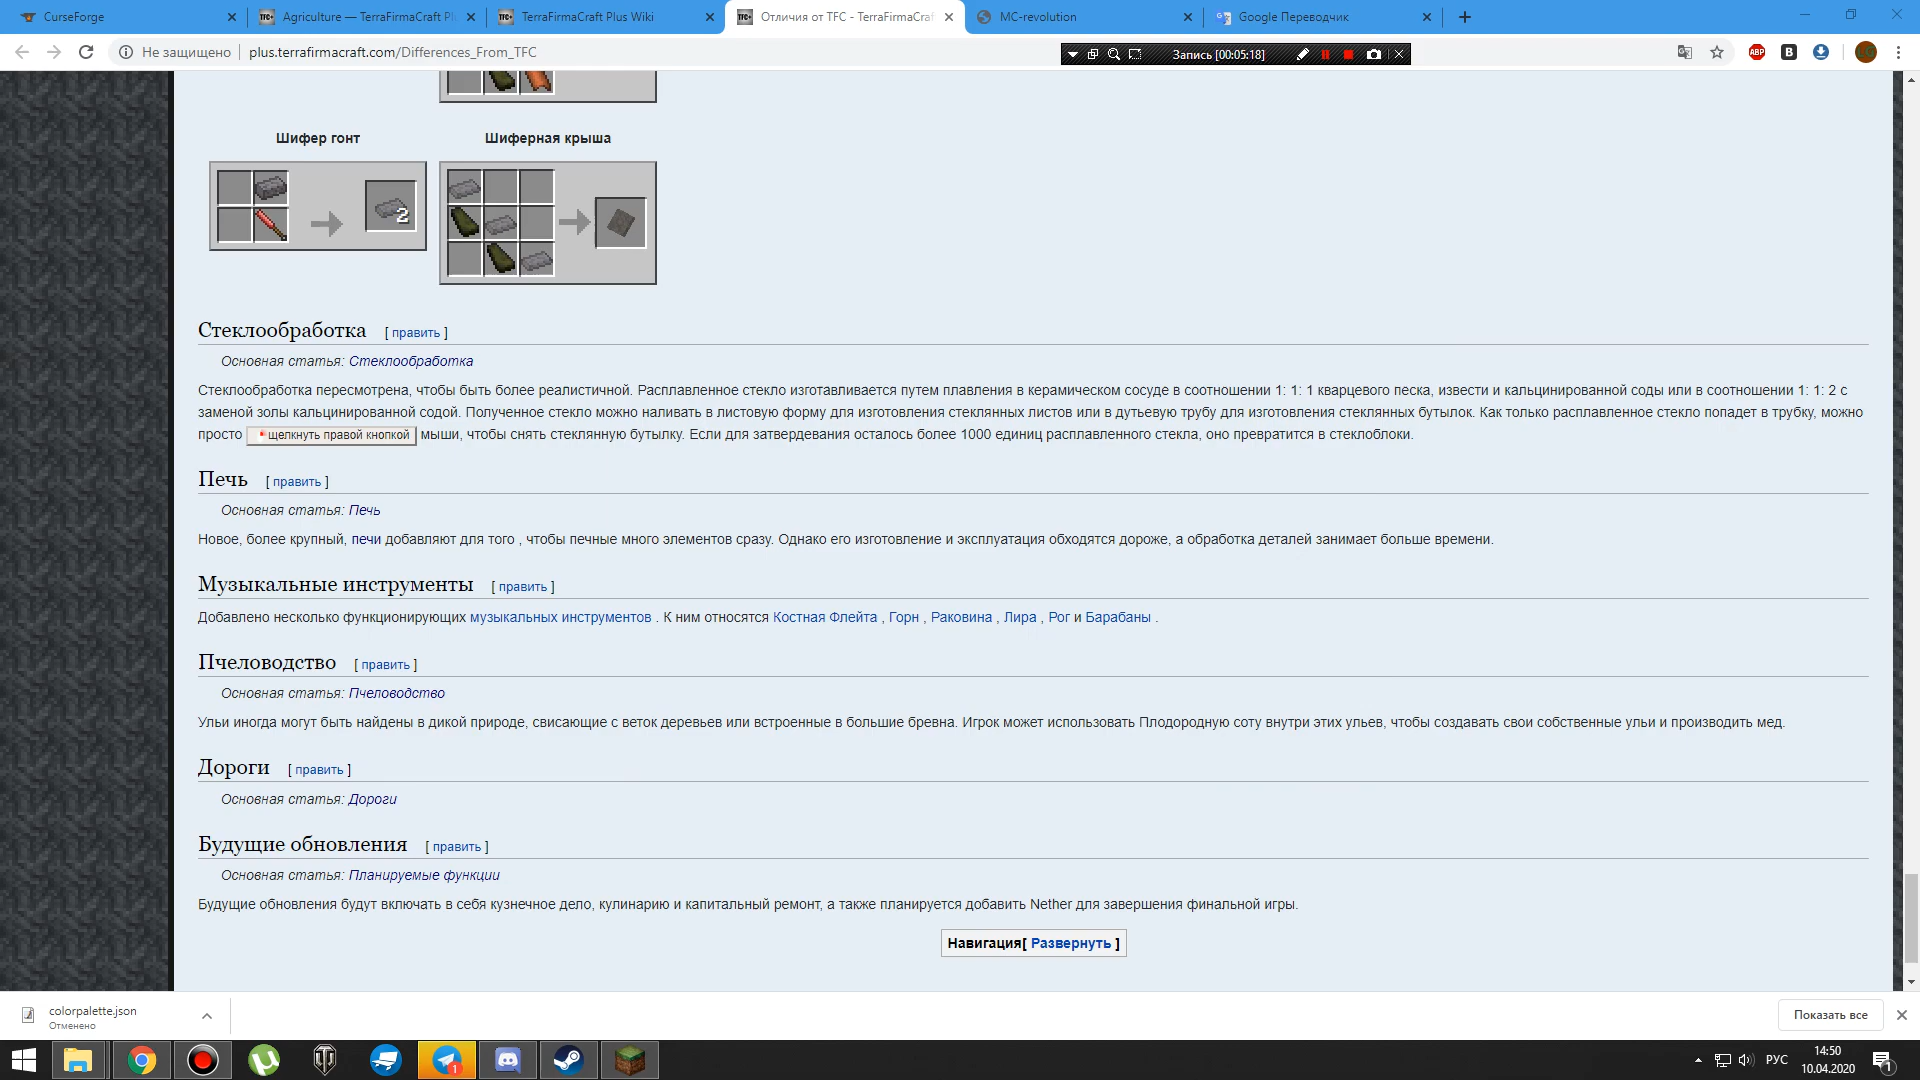 CurseForge
Agriculture — TerraFirmaCraft Pl
TerraFirmaCraft Plus Wiki
Отличия от TFC - TerraFirmaCraf
MC-revolution
Google Переводчик
Не защищено
plus.terrafirmacraft.com/Differences_From_TFC
Запись [00:05:18]
Шифер гонт
Шиферная крыша
2
Стеклообработка [ править ]
Основная статья: Стеклообработка
Стеклообработка пересмотрена, чтобы быть более реалистичной. Расплавленное стекло изготавливается путем плавления в керамическом сосуде в соотношении 1: 1: 1 кварцевого песка, извести и кальцинированной соды или в соотношении 1: 1: 2 с
заменой золы кальцинированной содой. Полученное стекло можно наливать в листовую форму для изготовления стеклянных листов или в дутьевую трубу для изготовления стеклянных бутылок. Как только расплавленное стекло попадет в трубку, можно
просто щелкнуть правой кнопкой мыши, чтобы снять стеклянную бутылку. Если для затвердевания осталось более 1000 единиц расплавленного стекла, оно превратится в стеклоблоки.
Печь [ править ]
Основная статья: Печь
Новое, более крупный, печи добавляют для того , чтобы печные много элементов сразу. Однако его изготовление и эксплуатация обходятся дороже, а обработка деталей занимает больше времени.
Музыкальные инструменты [ править ]
Добавлено несколько функционирующих музыкальных инструментов . К ним относятся Костная Флейта , Горн , Раковина , Лира , Рог и Барабаны .
Пчеловодство [ править ]
Основная статья: Пчеловодство
Ульи иногда могут быть найдены в дикой природе, свисающие с веток деревьев или встроенные в большие бревна. Игрок может использовать Плодородную соту внутри этих ульев, чтобы создавать свои собственные ульи и производить мед.
Дороги [ править ]
Основная статья: Дороги
Будущие обновления [ править ]
Основная статья: Планируемые функции
Будущие обновления будут включать в себя кузнечное дело, кулинарию и капитальный ремонт, а также планируется добавить Nether для завершения финальной игры.
Навигация[ Развернуть ]
colorpalette.json
Отменено
Показать все
РУС
14:50
10.04.2020